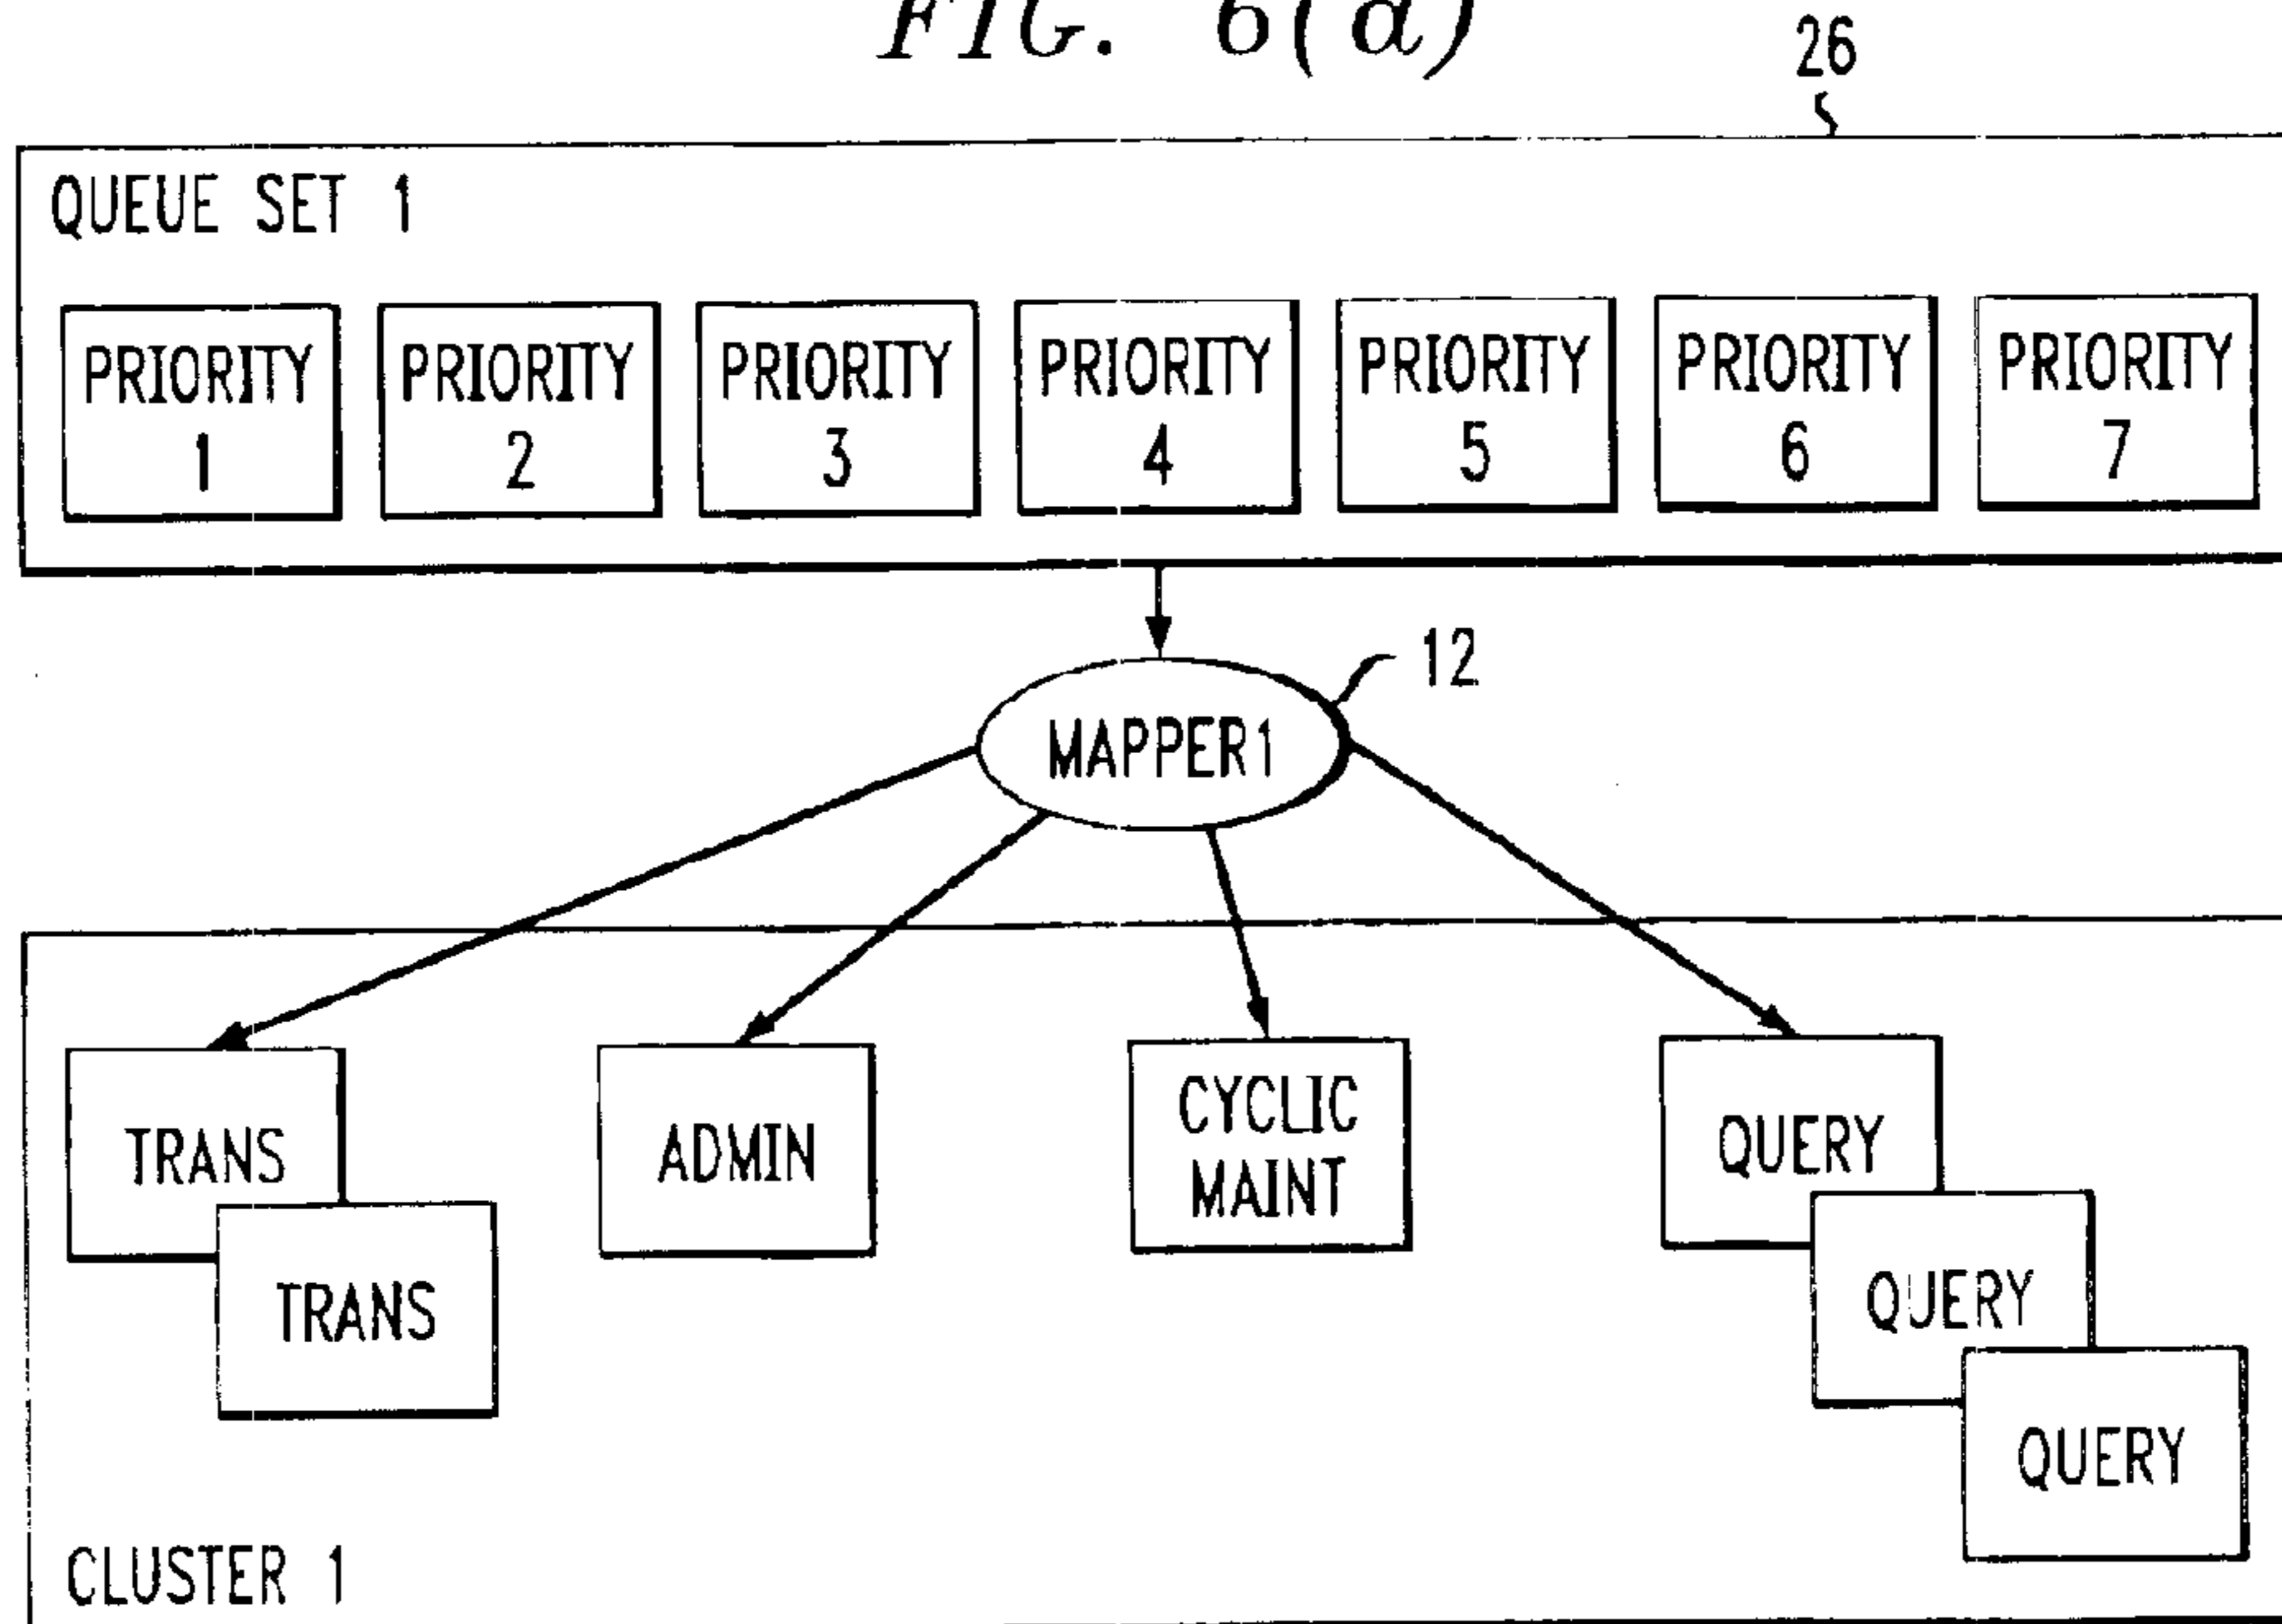 FIG. 6(a)
26
QUEUE SET 1
PRIORITY
1
PRIORITY
2
PRIORITY
3
PRIORITY
4
PRIORITY
5
PRIORITY
6
PRIORITY
7
12
MAPPER1
TRANS
TRANS
ADMIN
CYCLIC
MAINT
QUERY
QUERY
QUERY
CLUSTER 1